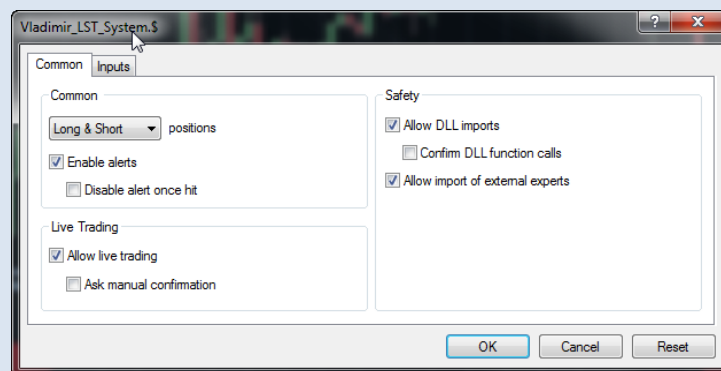 Vladimir_LST_System.$
Common
Inputs
Common
Long & Short
positions
Enable alerts
Disable alert once hit
Live Trading
Allow live trading
Ask manual confirmation
Safety
Allow DLL imports
Confirm DLL function calls
Allow import of external experts
OK
Cancel
Reset